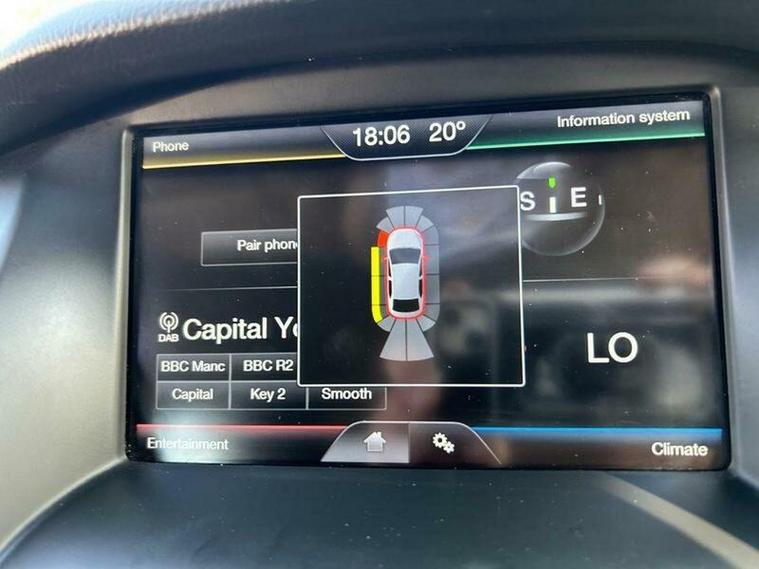 Phone
18:06 20°
Information system
S E
Pair phon
DAB
Capital Yo
BBC Manc BBC R2
Capital Key 2 Smooth
LO
Entertainment
Climate